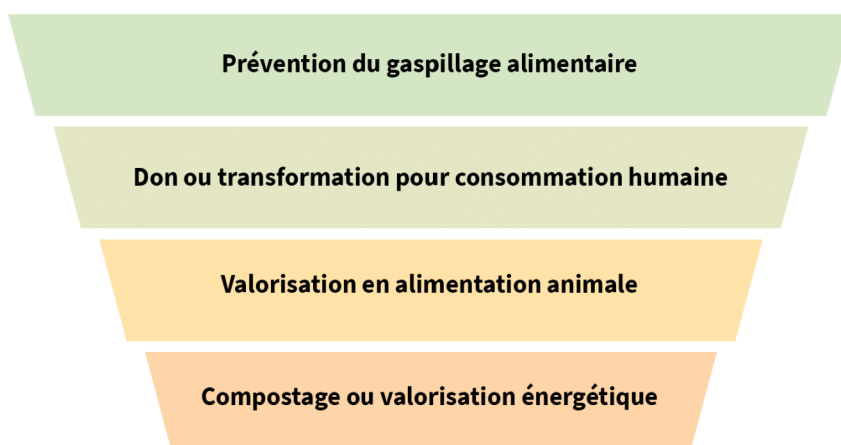 Prévention du gaspillage alimentaire
Don ou transformation pour consommation humaine
Valorisation en alimentation animale
Compostage ou valorisation énergétique